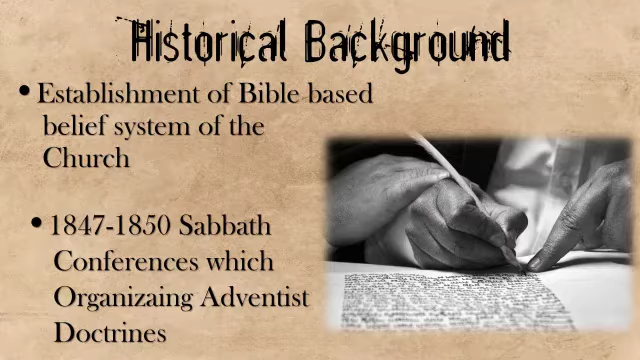 Historical Background
• Establishment of Bible based
belief system of the
Church
• 1847-1850 Sabbath
Conferences which
Organizaing Adventist
Doctrines